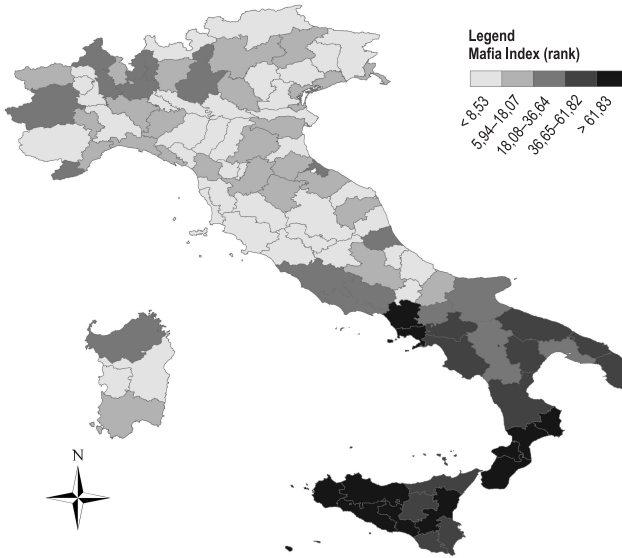 Legend
Mafia Index (rank)
< 8,53
5,94–18,07
18,08–36,64
36,65–61,82
> 61,83
N